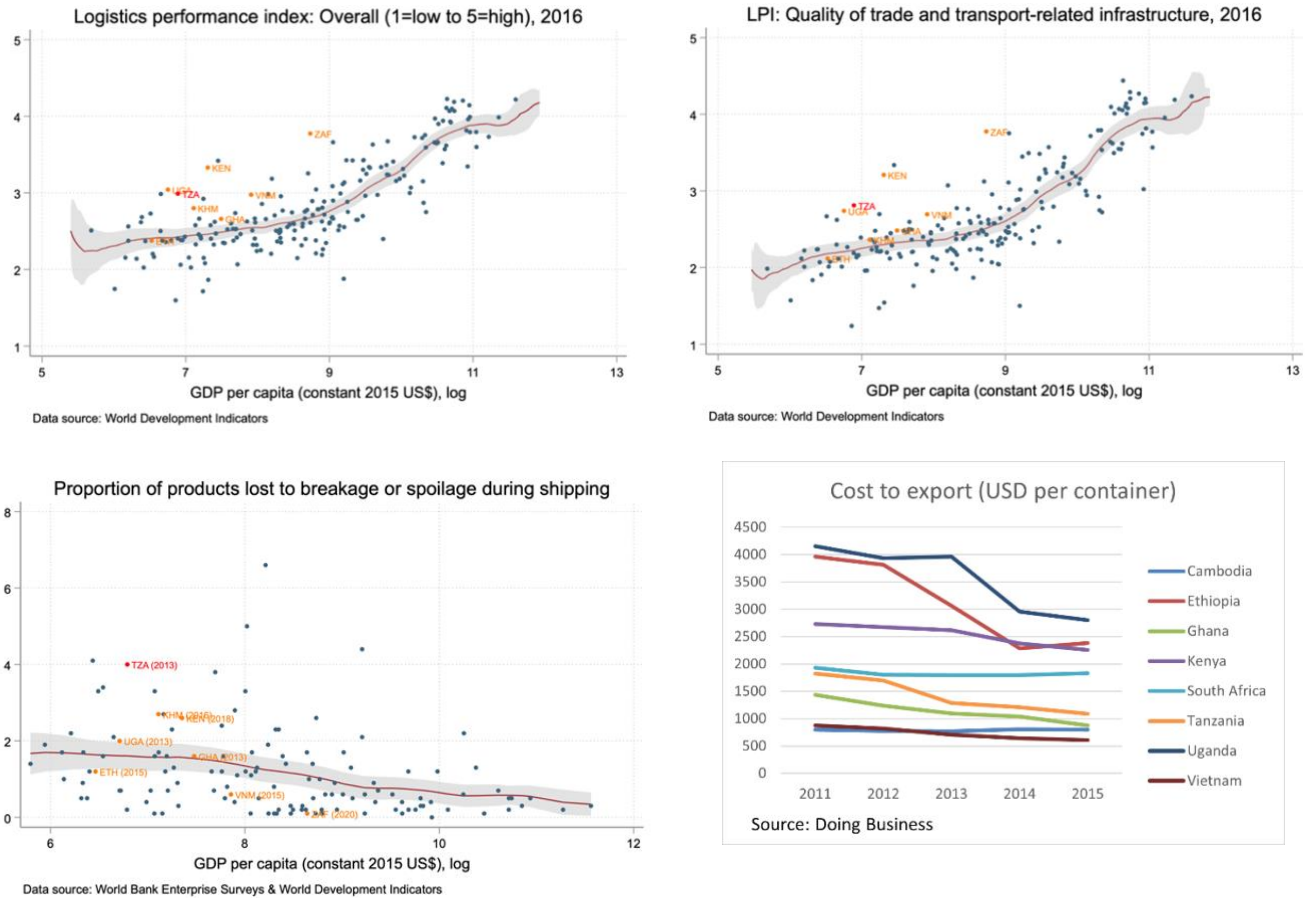 Logistics performance index: Overall (1=low to 5=high), 2016
5
4
3
2
1
ZAF
KEN
UGA
TZA
VNM
KHM
GHA
5
7
9
11
13
GDP per capita (constant 2015 US$), log
Data source: World Development Indicators
LPI: Quality of trade and transport-related infrastructure, 2016
5
4
3
2
1
ZAF
KEN
TZA
UGA
VNM
ETH
5
7
9
11
13
GDP per capita (constant 2015 US$), log
Data source: World Development Indicators
Proportion of products lost to breakage or spoilage during shipping
8
6
4
2
0
TZA (2013)
KEN (2018)
UGA (2013)
GHA (2013)
ETH (2015)
VNM (2015)
ZAF (2020)
6
8
10
12
GDP per capita (constant 2015 US$), log
Data source: World Bank Enterprise Surveys & World Development Indicators
Cost to export (USD per container)
4500
4000
3500
3000
2500
2000
1500
1000
500
0
2011 2012 2013 2014 2015
Cambodia
Ethiopia
Ghana
Kenya
South Africa
Tanzania
Uganda
Vietnam
Source: Doing Business